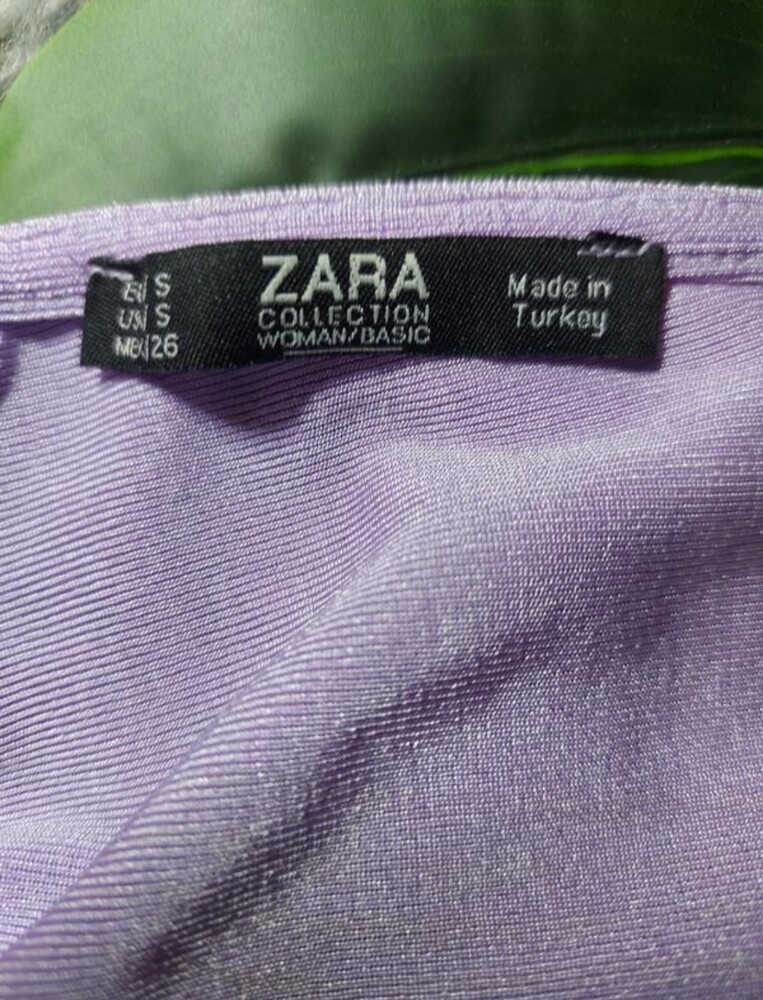 EU S
US S
MEX 26
ZARA
COLLECTION
WOMAN/BASIC
Made in
Turkey